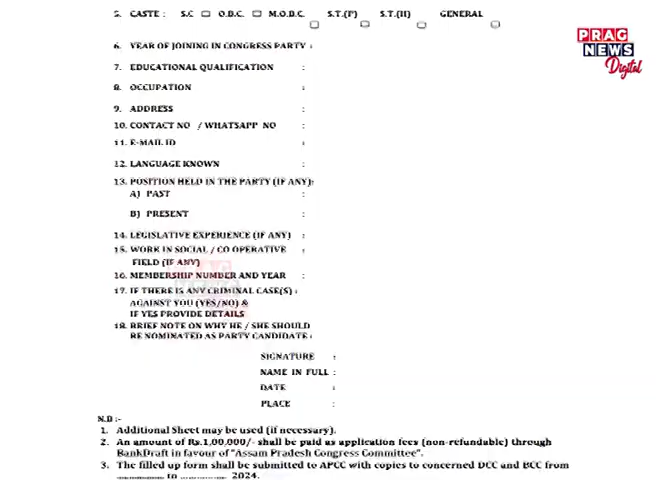 5. CASTE : S.C O.B.C. M.O.B.C. S.T.(P) S.T.(H) GENERAL
PRAG
NEWS
Digital
6. YEAR OF JOINING IN CONGRESS PARTY :
7. EDUCATIONAL QUALIFICATION :
8. OCCUPATION :
9. ADDRESS :
10. CONTACT NO / WHATSAPP NO :
11. E-MAIL ID :
12. LANGUAGE KNOWN :
13. POSITION HELD IN THE PARTY (IF ANY):
A) PAST :
B) PRESENT :
14. LEGISLATIVE EXPERIENCE (IF ANY) :
15. WORK IN SOCIAL / CO OPERATIVE :
FIELD (IF ANY)
16. MEMBERSHIP NUMBER AND YEAR :
17. IF THERE IS ANY CRIMINAL CASE(S) :
AGAINST YOU (YES/NO) &
IF YES PROVIDE DETAILS
18. BRIEF NOTE ON WHY HE / SHE SHOULD
BE NOMINATED AS PARTY CANDIDATE :
SIGNATURE :
NAME IN FULL :
DATE :
PLACE :
N.B :-
1. Additional Sheet may be used (if necessary).
2. An amount of Rs.1,00,000/- shall be paid as application fees (non-refundable) through
BankDraft in favour of "Assam Pradesh Congress Committee".
3. The filled up form shall be submitted to APCC with copies to concerned DCC and BCC from
to 2024.